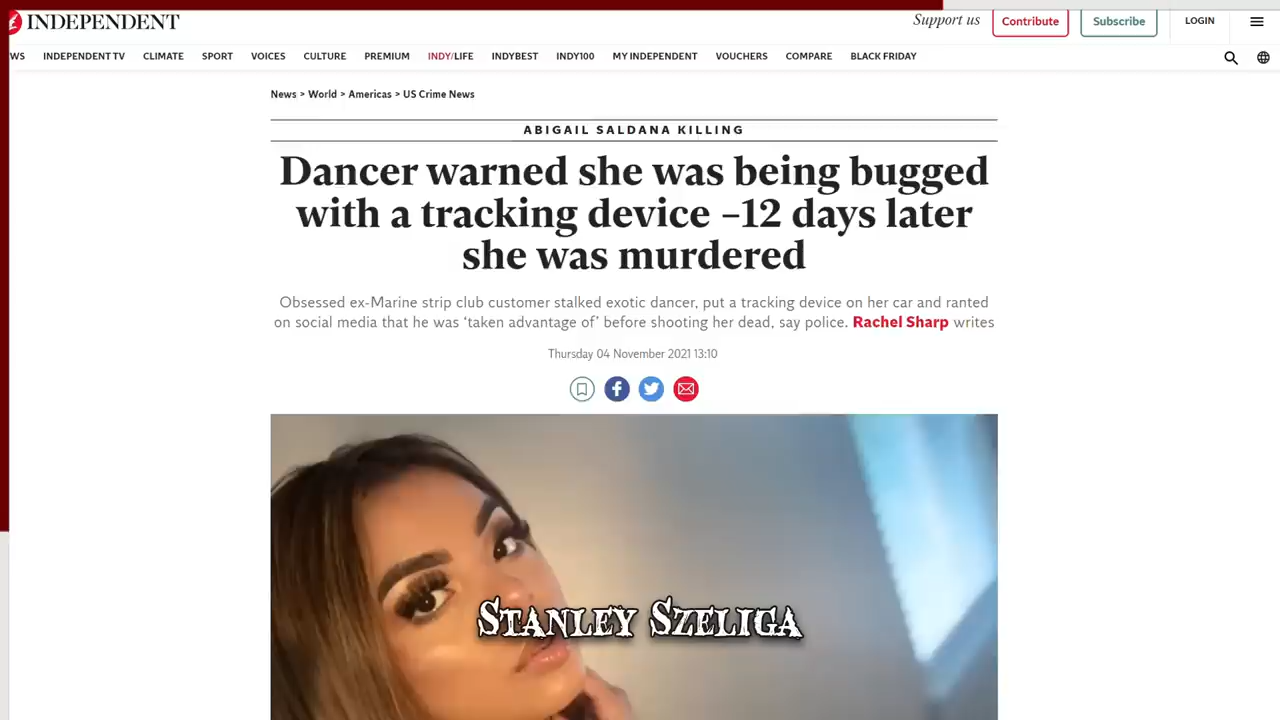 INDEPENDENT
Support us
Contribute
Subscribe
LOGIN
WS INDEPENDENT TV CLIMATE SPORT VOICES CULTURE PREMIUM INDY/LIFE INDYBEST INDY100 MY INDEPENDENT VOUCHERS COMPARE BLACK FRIDAY
News > World > Americas > US Crime News
ABIGAIL SALDANA KILLING
Dancer warned she was being bugged
with a tracking device –12 days later
she was murdered
Obsessed ex-Marine strip club customer stalked exotic dancer, put a tracking device on her car and ranted
on social media that he was ‘taken advantage of’ before shooting her dead, say police. Rachel Sharp writes
Thursday 04 November 2021 13:10
STANLEY SZELIGA